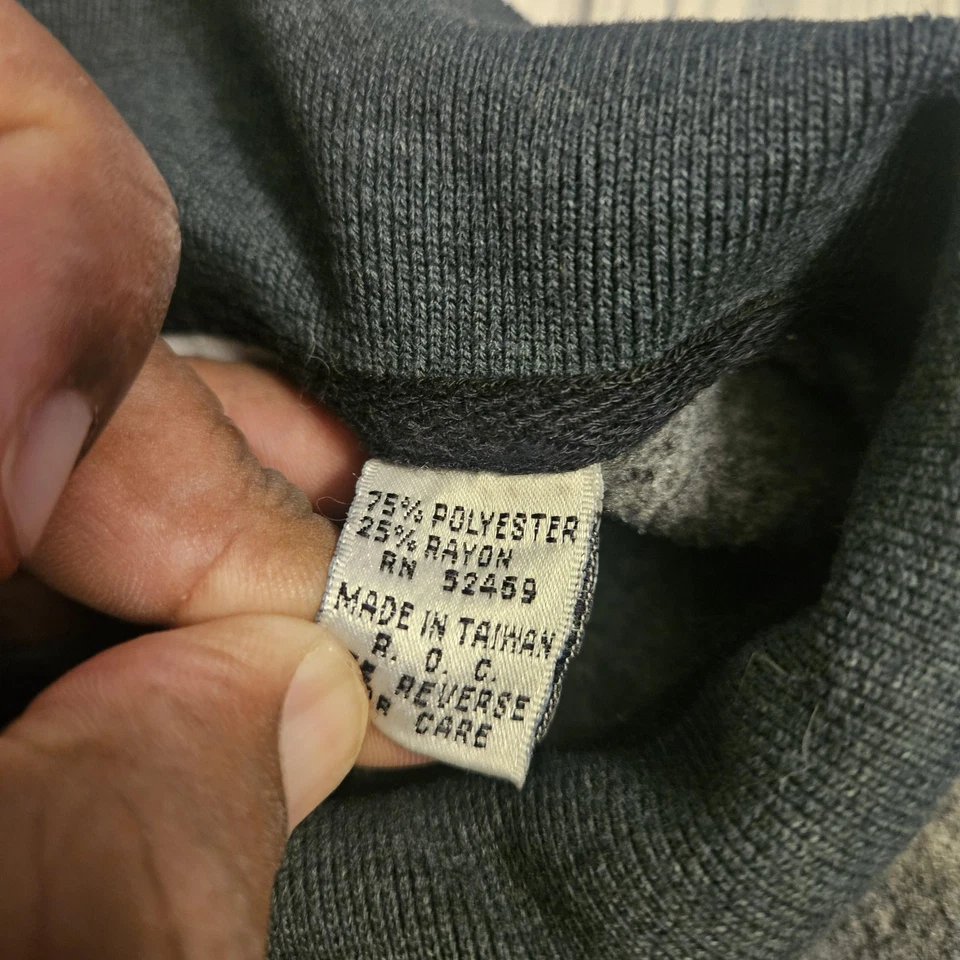 75% POLYESTER
25% RAYON
RN 52469
MADE IN TAIWAN
R. O. C.
REVERSE
CARE